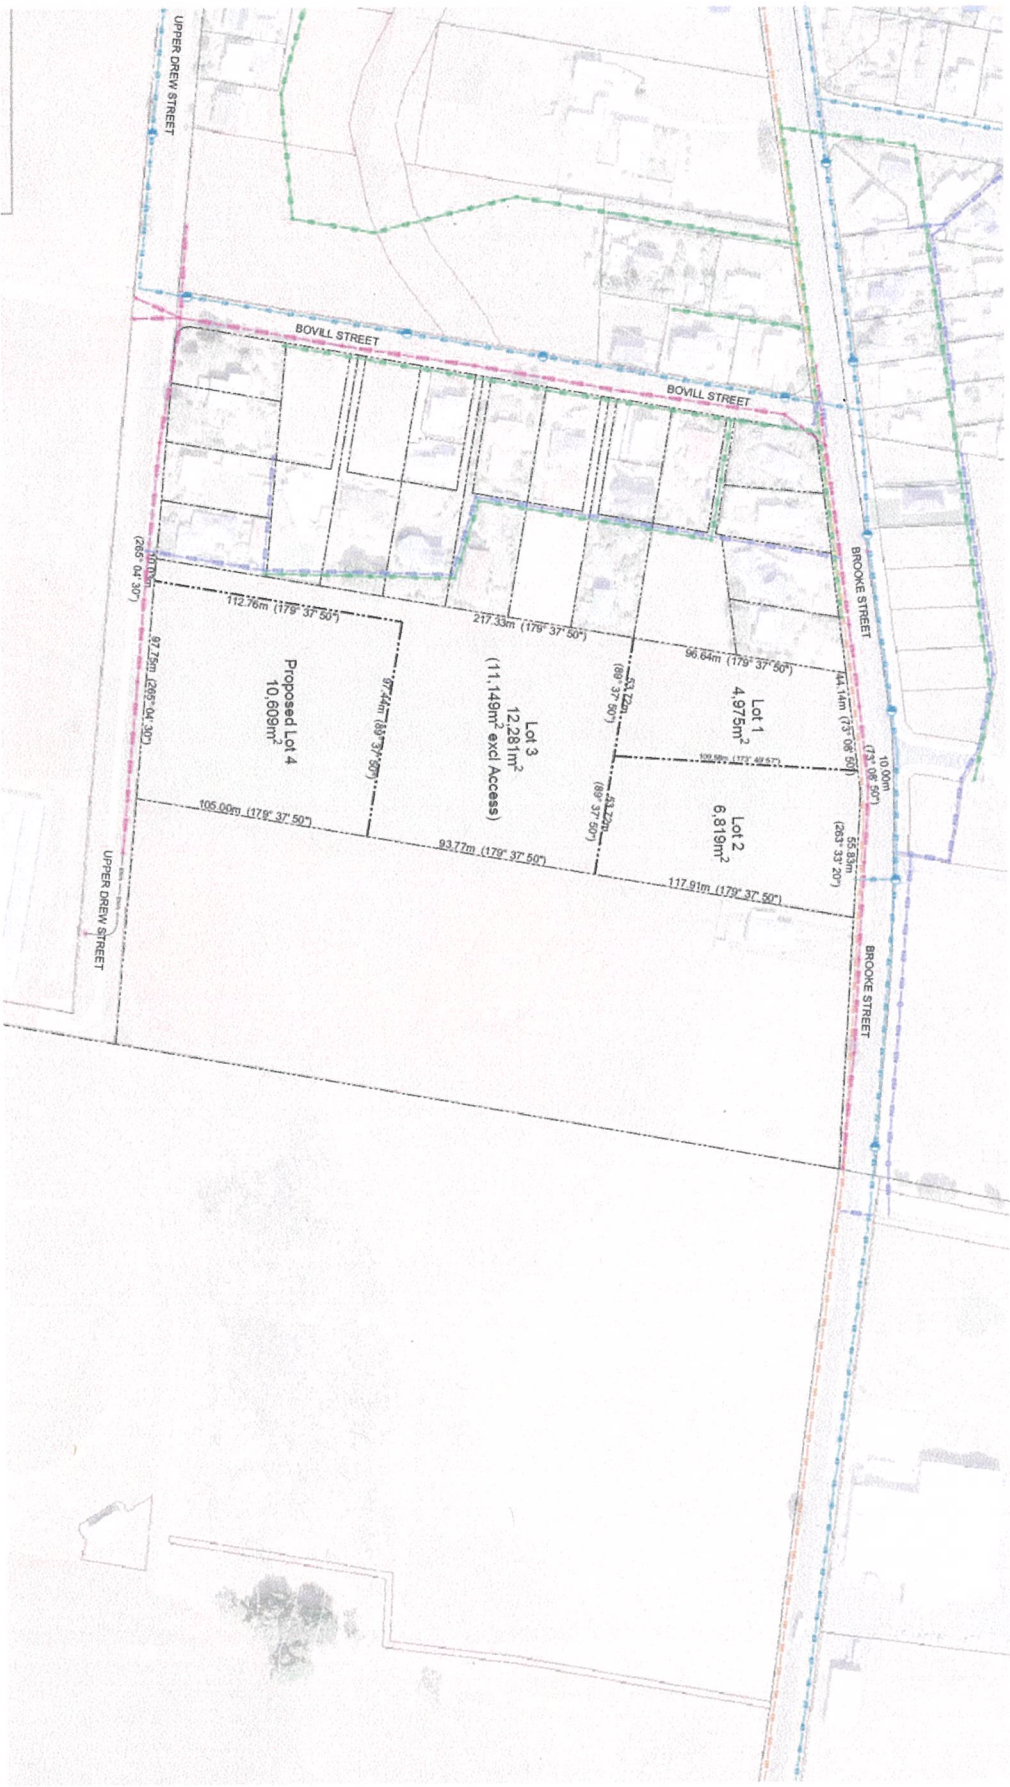 UPPER DREW STREET
BOVILL STREET
BOVILL STREET
BROOKE STREET
BROOKE STREET
UPPER DREW STREET
(265° 04' 30")
97.75m (265° 04' 30")
112.76m (179° 37' 50")
217.33m (179° 37' 50")
96.64m (179° 37' 50")
44.14m (73° 08' 50")
10.00m
(73° 08' 50")
55.83m
(263° 33' 20")
53.72m
(89° 37' 50")
53.72m
(89° 37' 50")
97.44m (89° 37' 50")
105.00m (179° 37' 50")
93.77m (179° 37' 50")
117.91m (179° 37' 50")
Lot 1
4,975m²
Lot 2
6,819m²
Lot 3
12,281m²
(11,149m² excl Access)
Proposed Lot 4
10,609m²